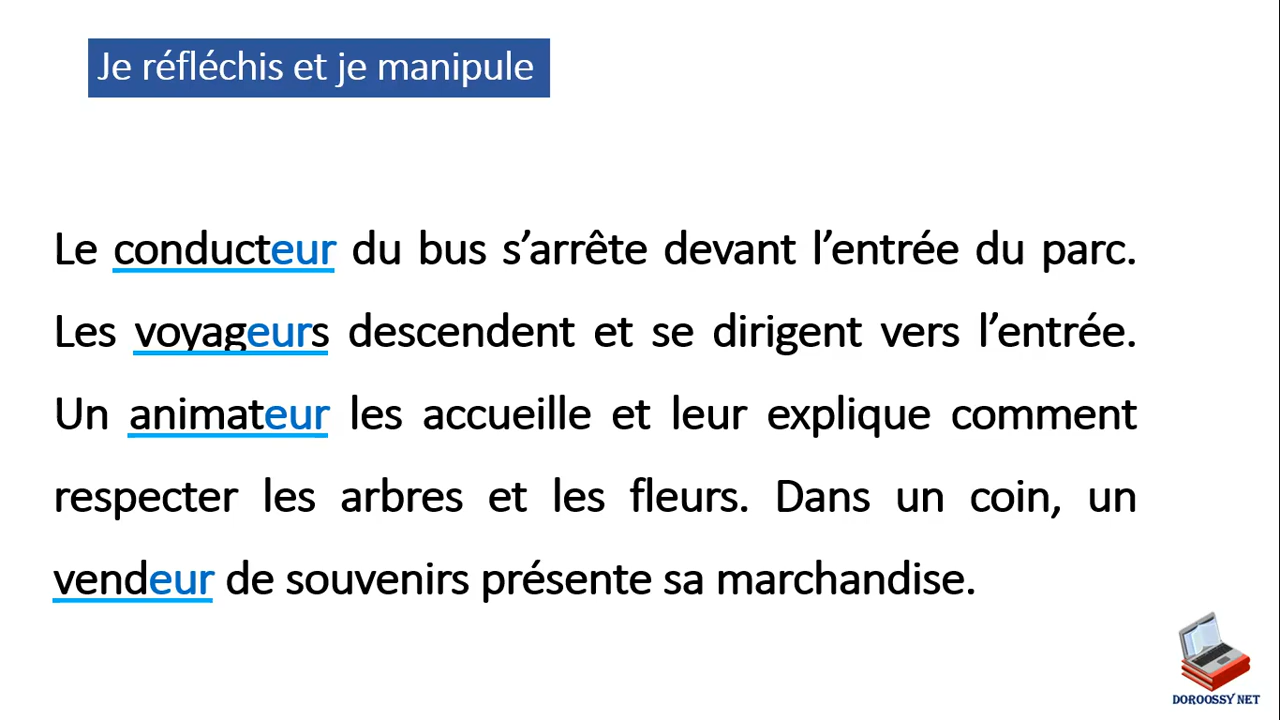 Je réfléchis et je manipule
Le conducteur du bus s’arrête devant l’entrée du parc.
Les voyageurs descendent et se dirigent vers l’entrée.
Un animateur les accueille et leur explique comment
respecter les arbres et les fleurs. Dans un coin, un
vendeur de souvenirs présente sa marchandise.
DOROOSSY NET